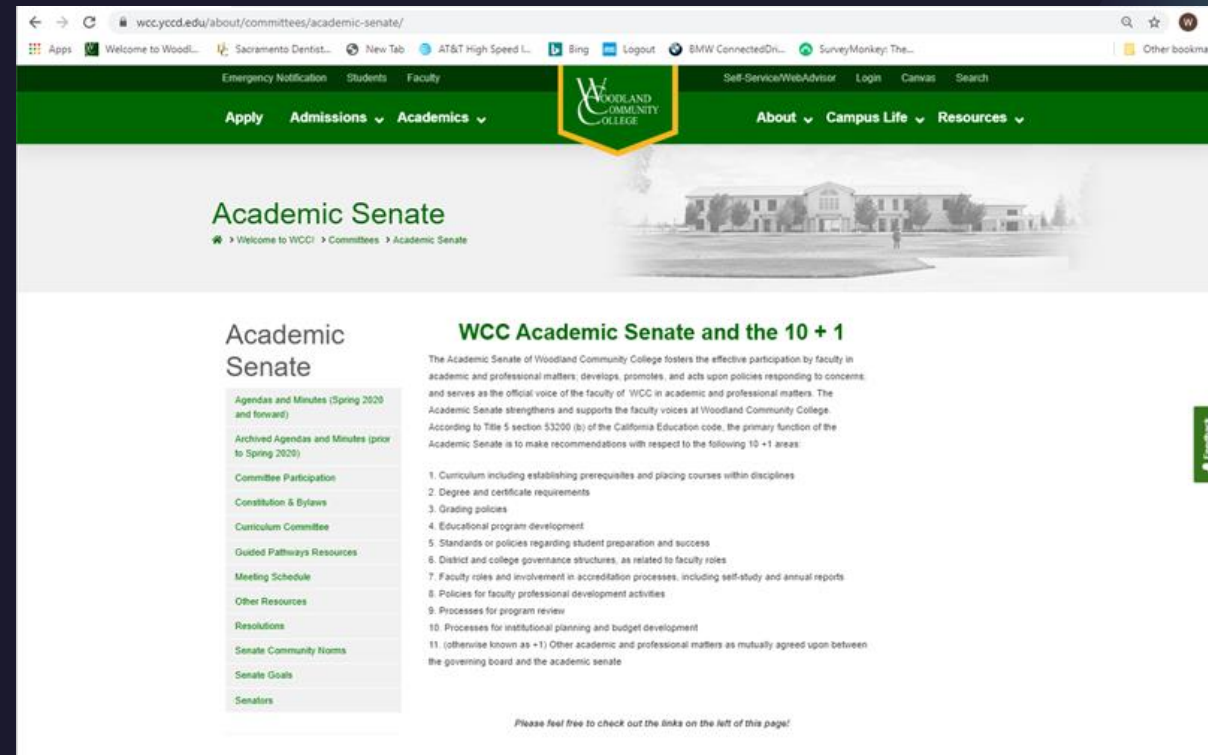 wcc.yccd.edu/about/committees/academic-senate/
W
Apps Welcome to Woodl... Sacramento Dentist... New Tab AT&T High Speed I... Bing Logout BMW ConnectedDri... SurveyMonkey: The... Other bookma
Emergency Notification Students Faculty Self-Service/WebAdvisor Login Canvas Search
WOODLAND
COMMUNITY
COLLEGE
Apply Admissions Academics About Campus Life Resources
Academic Senate
> Welcome to WCC! > Committees > Academic Senate
Academic
Senate
Agendas and Minutes (Spring 2020
and forward)
Archived Agendas and Minutes (prior
to Spring 2020)
Committee Participation
Constitution & Bylaws
Curriculum Committee
Guided Pathways Resources
Meeting Schedule
Other Resources
Resolutions
Senate Community Norms
Senate Goals
Senators
WCC Academic Senate and the 10 + 1
The Academic Senate of Woodland Community College fosters the effective participation by faculty in
academic and professional matters; develops, promotes, and acts upon policies responding to concerns;
and serves as the official voice of the faculty of WCC in academic and professional matters. The
Academic Senate strengthens and supports the faculty voices at Woodland Community College.
According to Title 5 section 53200 (b) of the California Education code, the primary function of the
Academic Senate is to make recommendations with respect to the following 10 +1 areas:
1. Curriculum including establishing prerequisites and placing courses within disciplines
2. Degree and certificate requirements
3. Grading policies
4. Educational program development
5. Standards or policies regarding student preparation and success
6. District and college governance structures, as related to faculty roles
7. Faculty roles and involvement in accreditation processes, including self-study and annual reports
8. Policies for faculty professional development activities
9. Processes for program review
10. Processes for institutional planning and budget development
11. (otherwise known as +1) Other academic and professional matters as mutually agreed upon between
the governing board and the academic senate
Please feel free to check out the links on the left of this page!
Feedback